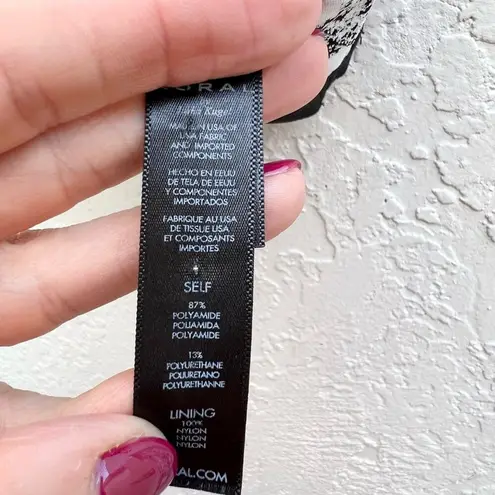 MADE IN USA OF
USA FABRIC
AND IMPORTED
COMPONENTS
HECHO EN EEUU
DE TELA DE EEUU
Y COMPONENTES
IMPORTADOS
FABRIQUE AU USA
DE TISSUE USA
ET COMPOSANTS
IMPORTES
SELF
87%
POLYAMIDE
POLIAMIDA
POLYAMIDE
13%
POLYURETHANE
POLIURETANO
POLYURETHANNE
LINING
100%
NYLON
NYLON
NYLON
AL.COM